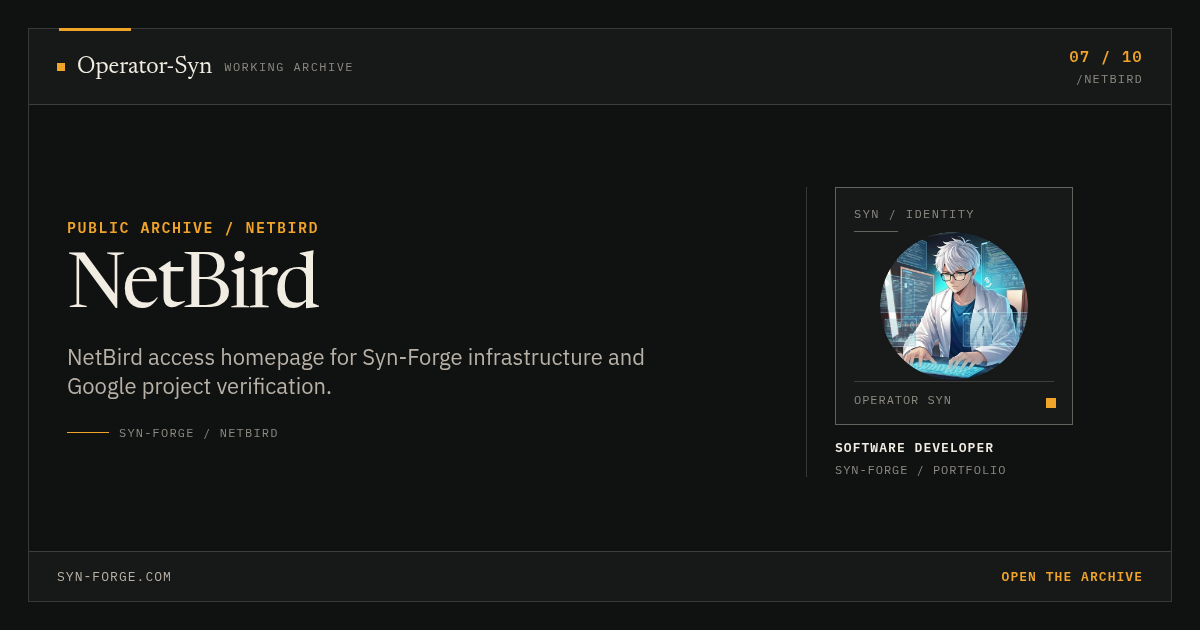 Operator-Syn WORKING ARCHIVE
07 / 10
/NETBIRD
PUBLIC ARCHIVE / NETBIRD
NetBird
NetBird access homepage for Syn-Forge infrastructure and
Google project verification.
SYN-FORGE / NETBIRD
SYN / IDENTITY
OPERATOR SYN
SOFTWARE DEVELOPER
SYN-FORGE / PORTFOLIO
SYN-FORGE.COM
OPEN THE ARCHIVE